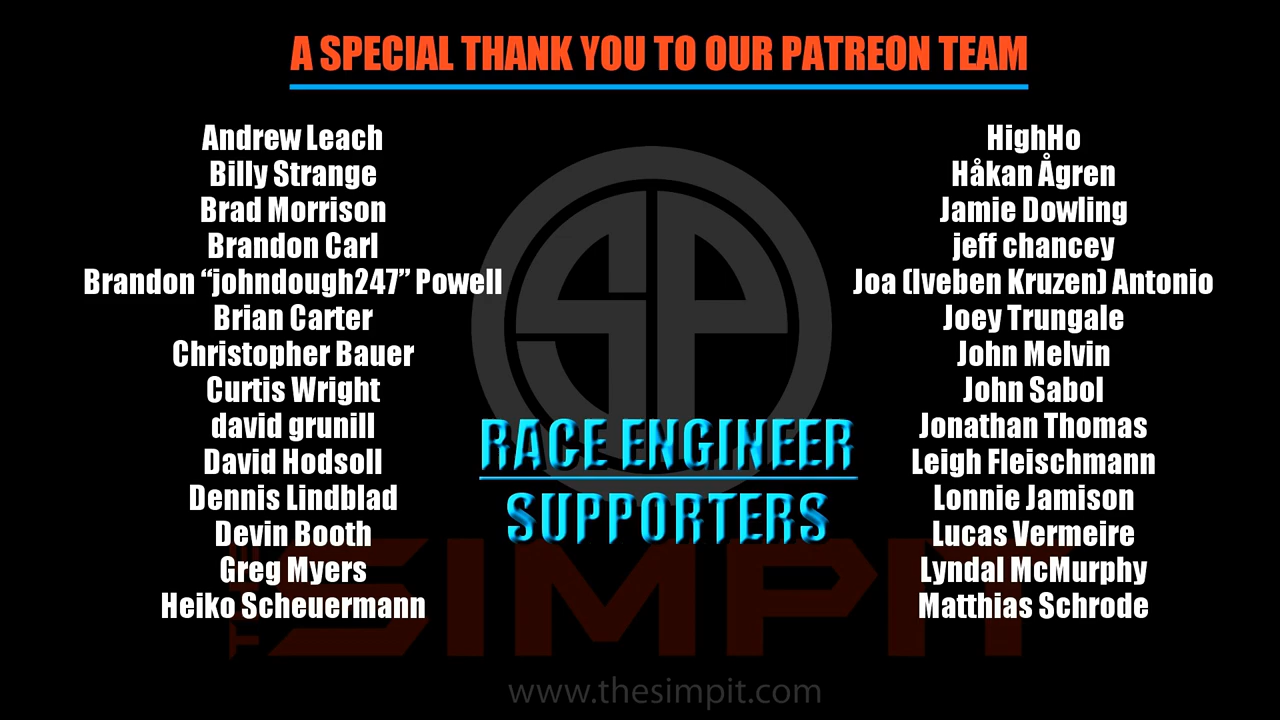 A SPECIAL THANK YOU TO OUR PATREON TEAM
Andrew Leach
Billy Strange
Brad Morrison
Brandon Carl
Brandon “johndough247” Powell
Brian Carter
Christopher Bauer
Curtis Wright
david grunill
David Hodsoll
Dennis Lindblad
Devin Booth
Greg Myers
Heiko Scheuermann
SP
RACE ENGINEER
SUPPORTERS
HighHo
Håkan Ågren
Jamie Dowling
jeff chancey
Joa (Iveben Kruzen) Antonio
Joey Trungale
John Melvin
John Sabol
Jonathan Thomas
Leigh Fleischmann
Lonnie Jamison
Lucas Vermeire
Lyndal McMurphy
Matthias Schrode
THE SIMPIT
www.thesimpit.com